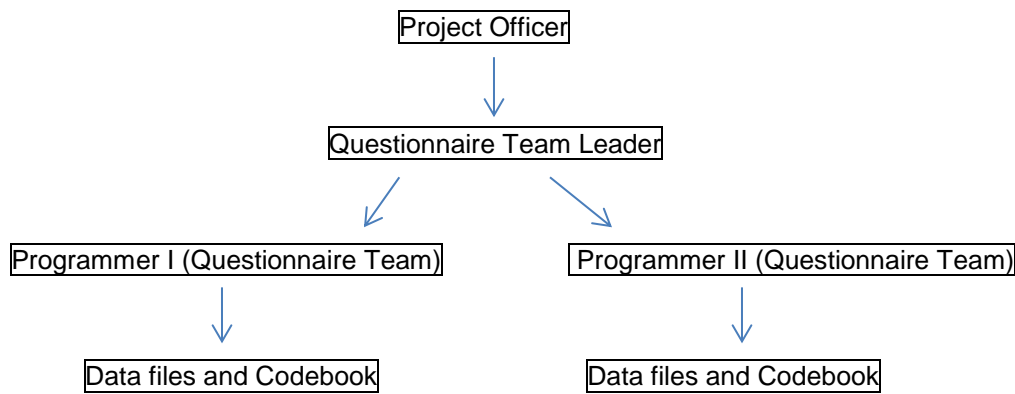 Project Officer
Questionnaire Team Leader
Programmer I (Questionnaire Team)
Programmer II (Questionnaire Team)
Data files and Codebook
Data files and Codebook